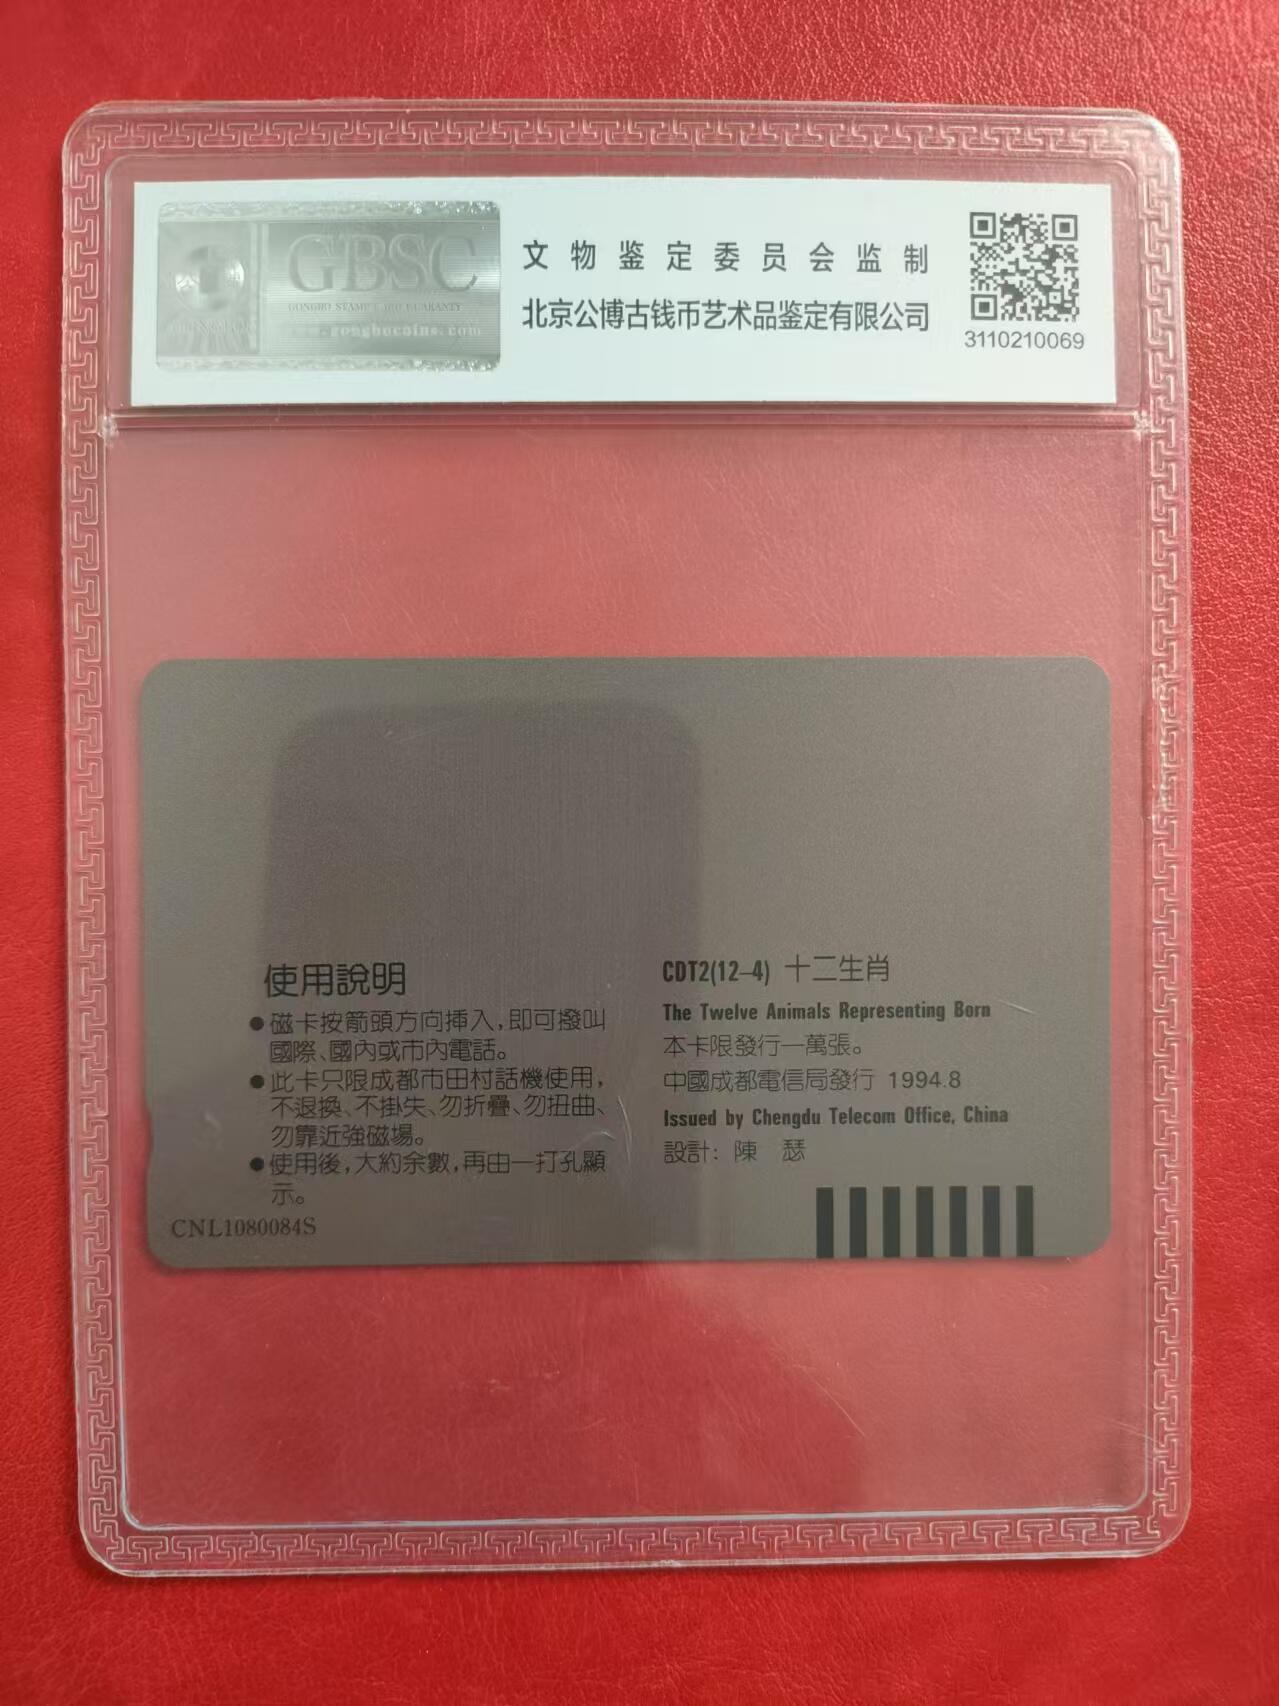 GBSC
www.gongbocoins.com
文物鉴定委员会监制
北京公博古钱币艺术品鉴定有限公司
3110210069
使用說明
●磁卡按箭頭方向挿入,即可撥叫
國際、國內或市內電話。
●此卡只限成都市田村話機使用,
不退換、不掛失、勿折疊、勿扭曲、
勿靠近強磁場。
●使用後,大約余數,再由一打孔顯
示。
CNL1080084S
CDT2(12–4) 十二生肖
The Twelve Animals Representing Born
本卡限發行一萬張。
中國成都電信局發行 1994.8
Issued by Chengdu Telecom Office, China
設計: 陳 瑟